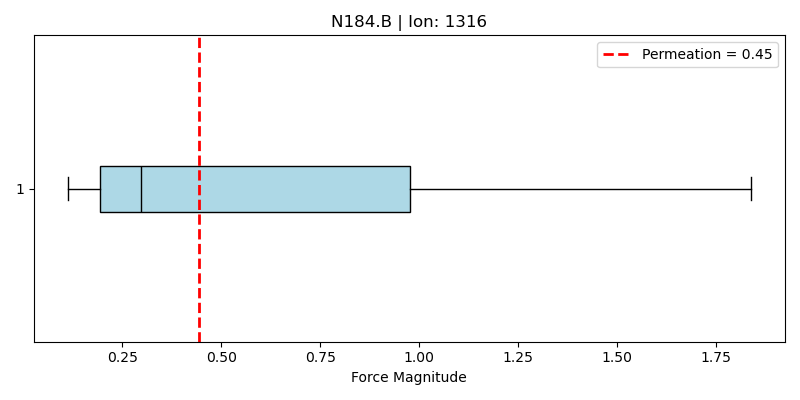 N184.B | Ion: 1316
Permeation = 0.45
1
0.25 0.50 0.75 1.00 1.25 1.50 1.75
Force Magnitude